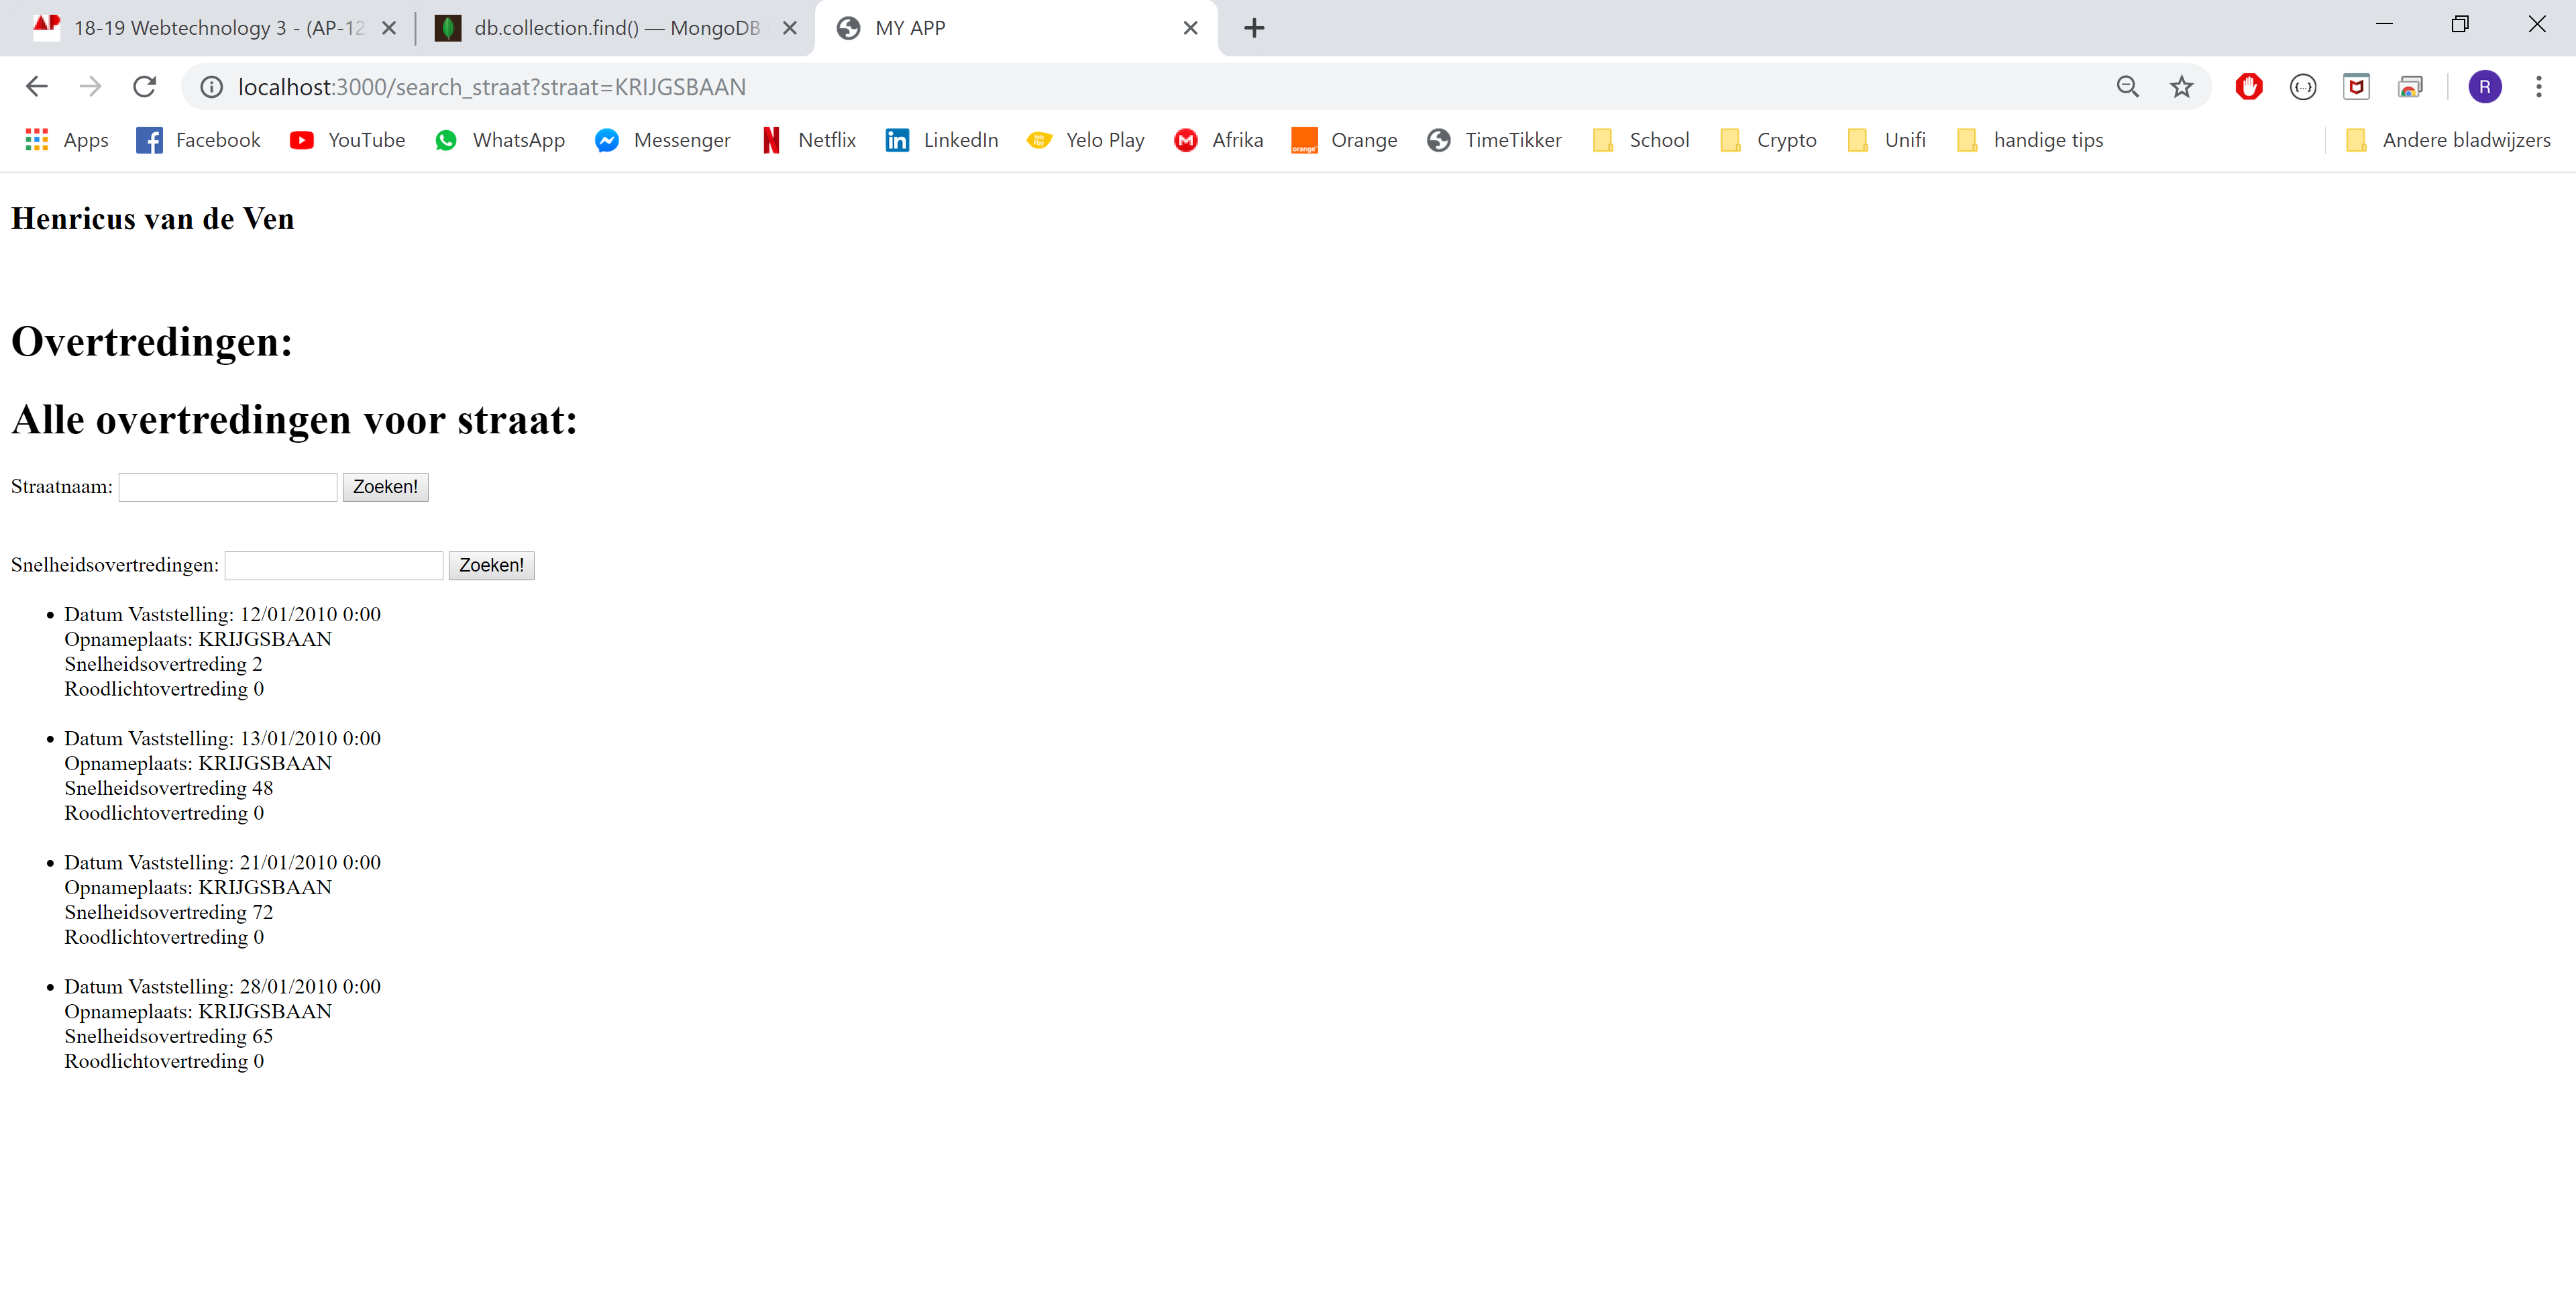 18-19 Webtechnology 3 - (AP-12
db.collection.find() — MongoDB
MY APP
localhost:3000/search_straat?straat=KRIJGSBAAN
R
Apps
Facebook
YouTube
WhatsApp
Messenger
Netflix
LinkedIn
Yelo Play
Afrika
Orange
TimeTikker
School
Crypto
Unifi
handige tips
Andere bladwijzers
Henricus van de Ven
Overtredingen:
Alle overtredingen voor straat:
Straatnaam: Zoeken!
Snelheidsovertredingen: Zoeken!
• Datum Vaststelling: 12/01/2010 0:00
Opnameplaats: KRIJGSBAAN
Snelheidsovertreding 2
Roodlichtovertreding 0
• Datum Vaststelling: 13/01/2010 0:00
Opnameplaats: KRIJGSBAAN
Snelheidsovertreding 48
Roodlichtovertreding 0
• Datum Vaststelling: 21/01/2010 0:00
Opnameplaats: KRIJGSBAAN
Snelheidsovertreding 72
Roodlichtovertreding 0
• Datum Vaststelling: 28/01/2010 0:00
Opnameplaats: KRIJGSBAAN
Snelheidsovertreding 65
Roodlichtovertreding 0